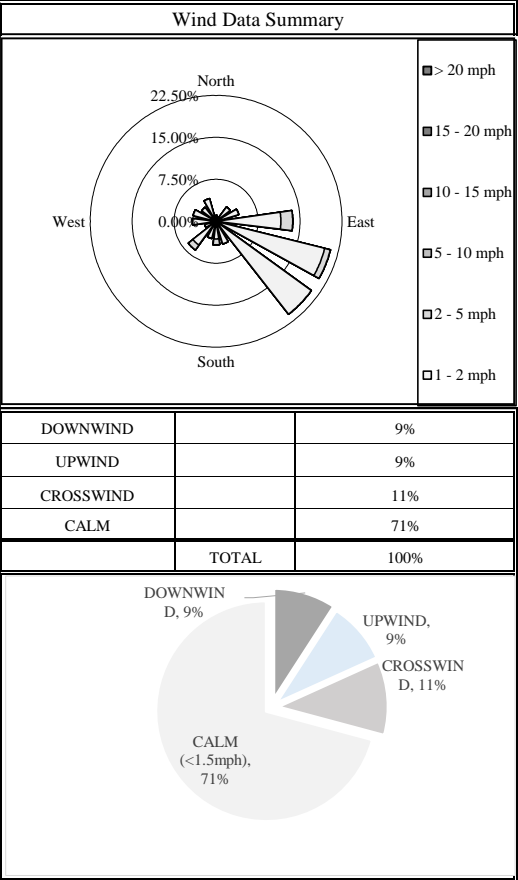 Wind Data Summary
North
22.50%
15.00%
7.50%
West
0.00%
East
South
> 20 mph
15 - 20 mph
10 - 15 mph
5 - 10 mph
2 - 5 mph
1 - 2 mph
DOWNWIND 9%
UPWIND 9%
CROSSWIND 11%
CALM 71%
TOTAL 100%
DOWNWIN
D, 9%
UPWIND,
9%
CROSSWIN
D, 11%
CALM
(<1.5mph),
71%